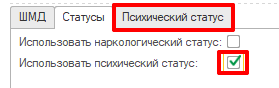 ШМД Статусы Психический статус
Использовать наркологический статус:
Использовать психический статус: